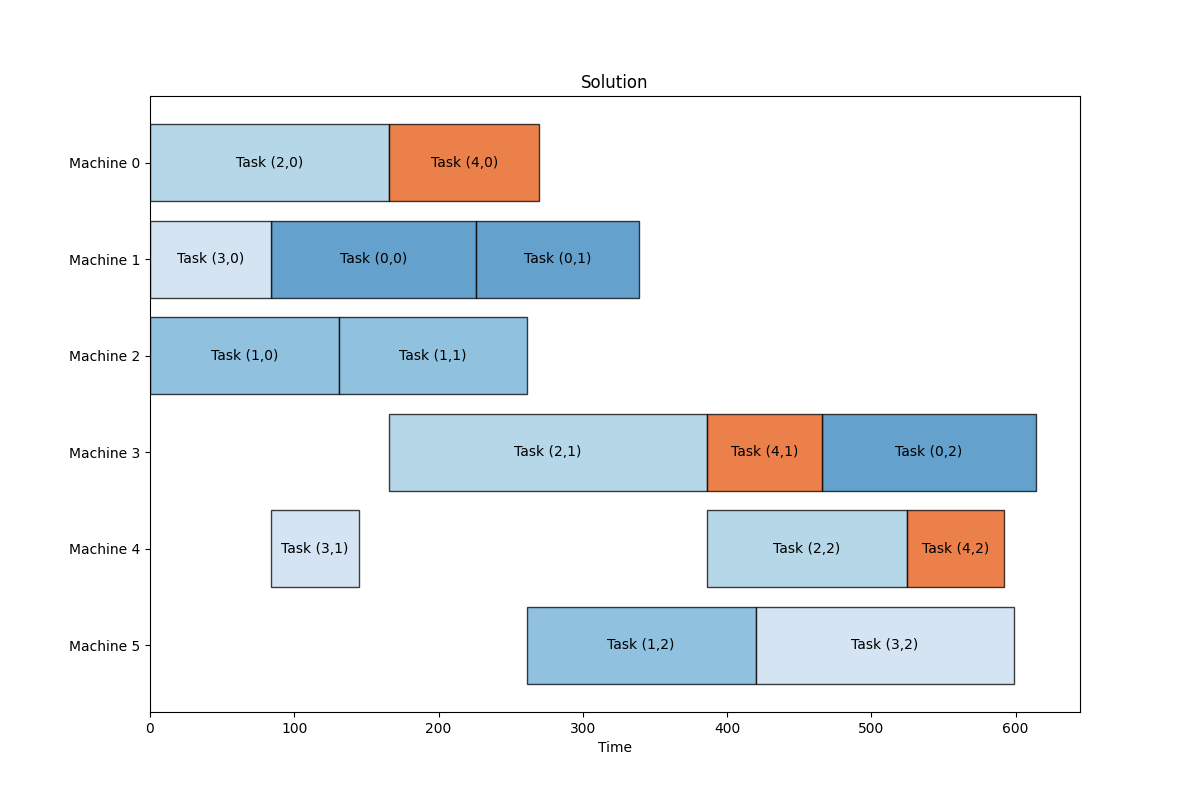 Solution
Machine 0
Task (2,0)
Task (4,0)
Machine 1
Task (3,0)
Task (0,0)
Task (0,1)
Machine 2
Task (1,0)
Task (1,1)
Machine 3
Task (2,1)
Task (4,1)
Task (0,2)
Machine 4
Task (3,1)
Task (2,2)
Task (4,2)
Machine 5
Task (1,2)
Task (3,2)
0 100 200 300 400 500 600
Time